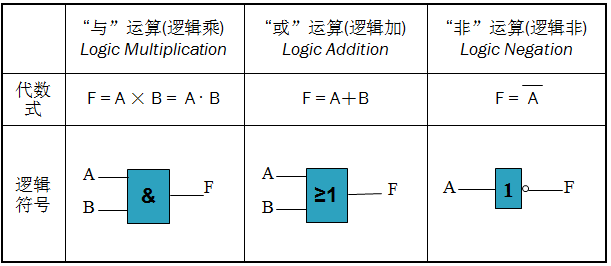 “与”运算(逻辑乘)
Logic Multiplication
“或”运算(逻辑加)
Logic Addition
“非”运算(逻辑非)
Logic Negation
代数
式
F = A × B = A · B
F = A＋B
F = A̅
逻辑
符号
A
B
&
F
A
B
≥1
F
A
1
F